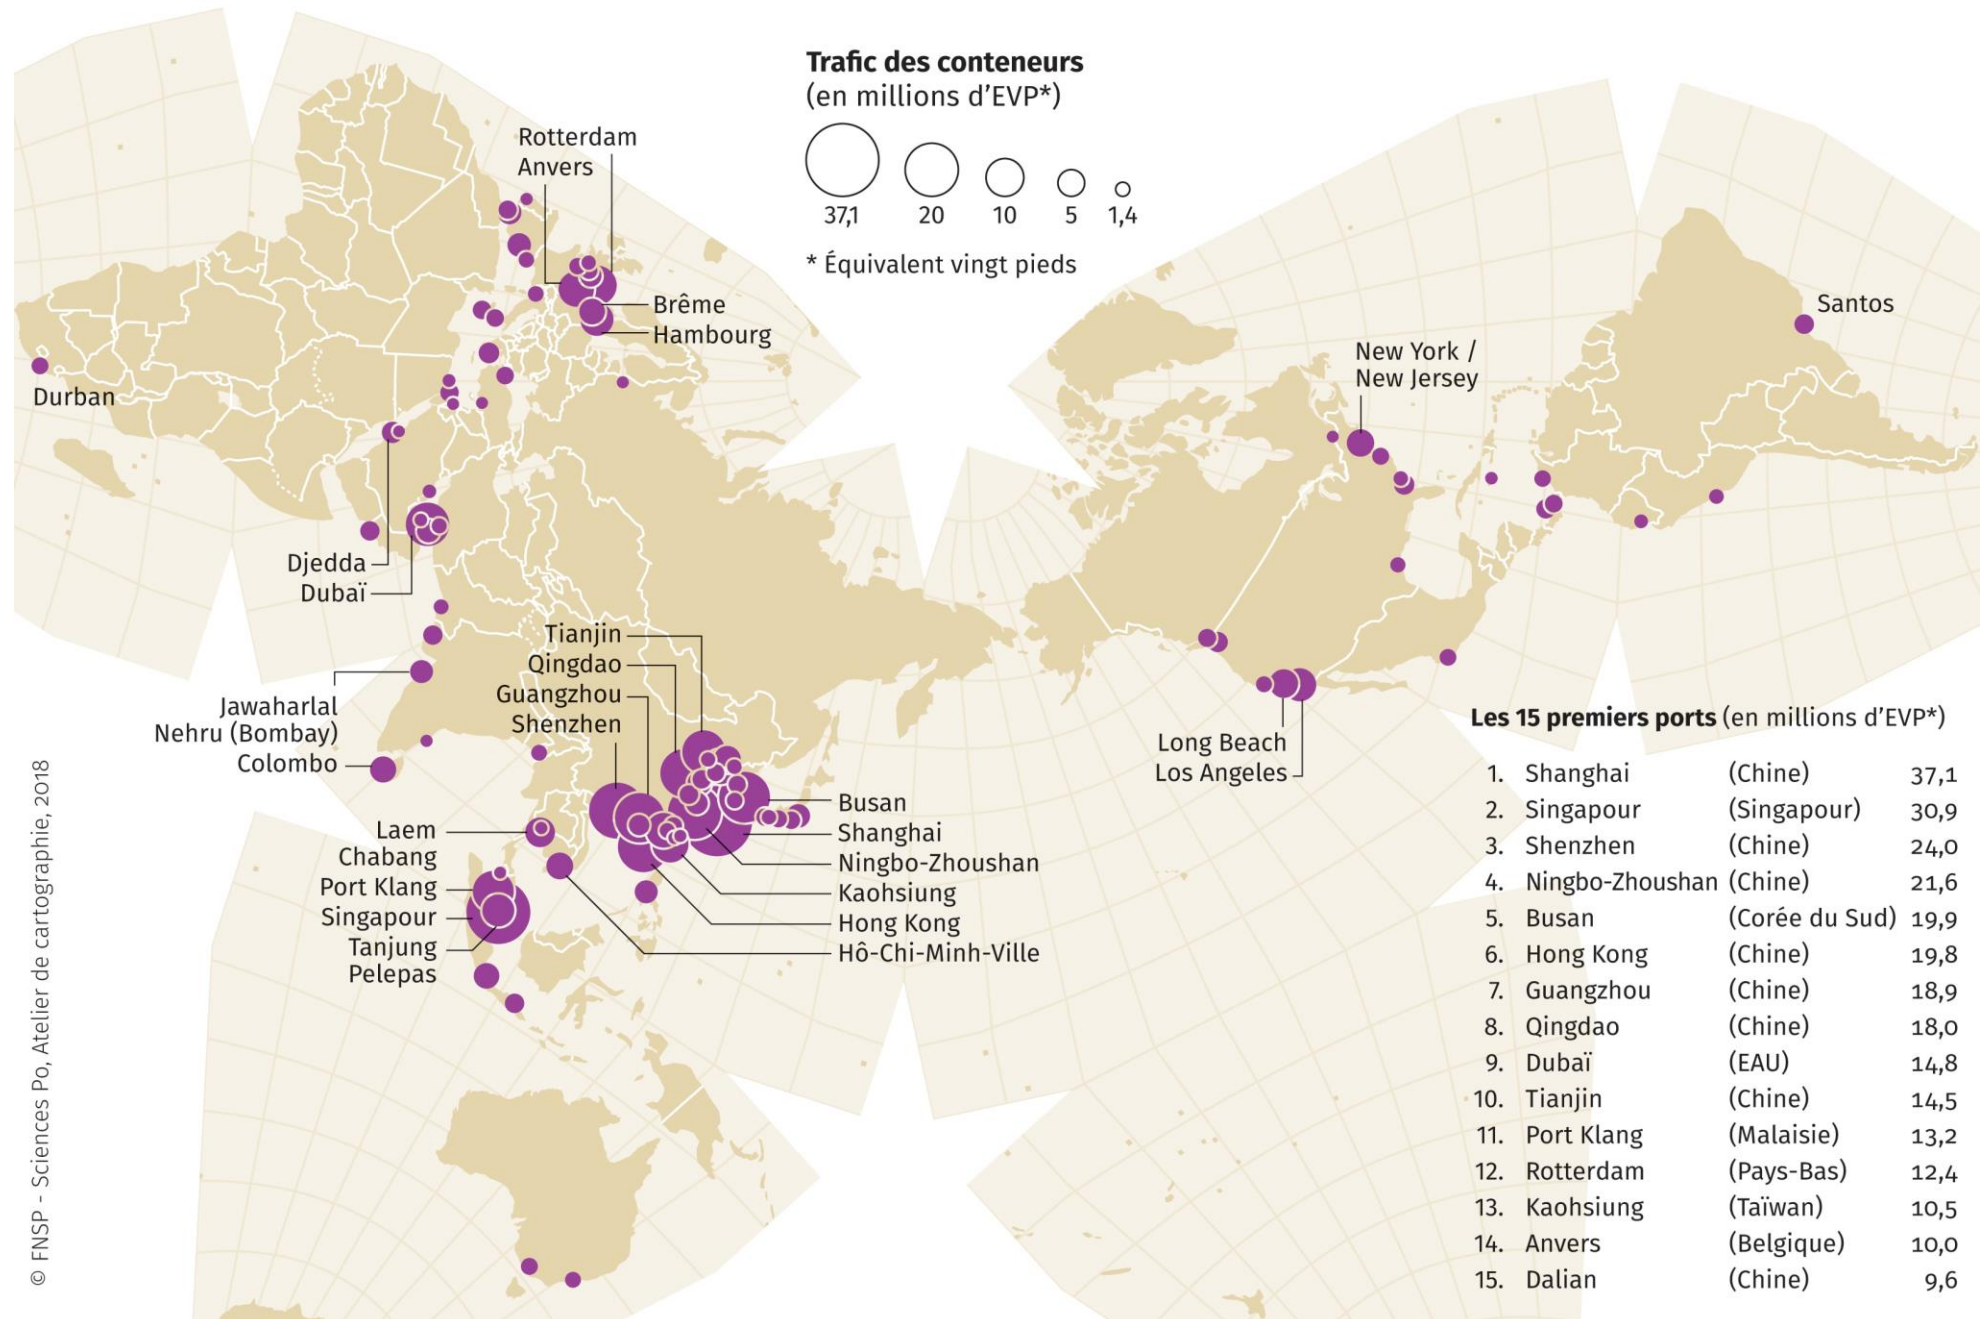 Trafic des conteneurs
(en millions d'EVP*)
37,1
20
10
5
1,4
* Équivalent vingt pieds
Rotterdam
Anvers
Brême
Hambourg
Durban
Djedda
Dubaï
Tianjin
Qingdao
Guangzhou
Shenzhen
Jawaharlal
Nehru (Bombay)
Colombo
Laem
Chabang
Port Klang
Singapour
Tanjung
Pelepas
Busan
Shanghai
Ningbo-Zhoushan
Kaohsiung
Hong Kong
Hô-Chi-Minh-Ville
New York /
New Jersey
Santos
Long Beach
Los Angeles
Les 15 premiers ports (en millions d'EVP*)
1. Shanghai (Chine) 37,1
2. Singapour (Singapour) 30,9
3. Shenzhen (Chine) 24,0
4. Ningbo-Zhoushan (Chine) 21,6
5. Busan (Corée du Sud) 19,9
6. Hong Kong (Chine) 19,8
7. Guangzhou (Chine) 18,9
8. Qingdao (Chine) 18,0
9. Dubaï (EAU) 14,8
10. Tianjin (Chine) 14,5
11. Port Klang (Malaisie) 13,2
12. Rotterdam (Pays-Bas) 12,4
13. Kaohsiung (Taïwan) 10,5
14. Anvers (Belgique) 10,0
15. Dalian (Chine) 9,6
© FNSP - Sciences Po, Atelier de cartographie, 2018